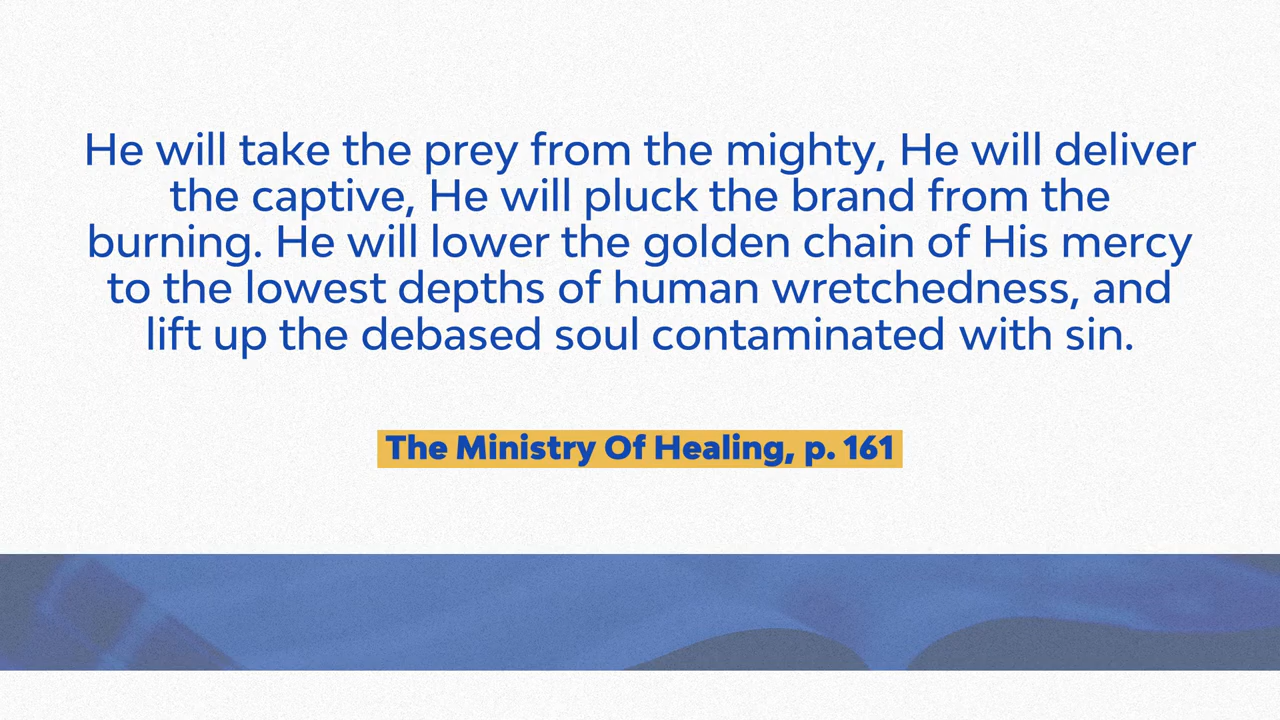 He will take the prey from the mighty, He will deliver
the captive, He will pluck the brand from the
burning. He will lower the golden chain of His mercy
to the lowest depths of human wretchedness, and
lift up the debased soul contaminated with sin.
The Ministry Of Healing, p. 161